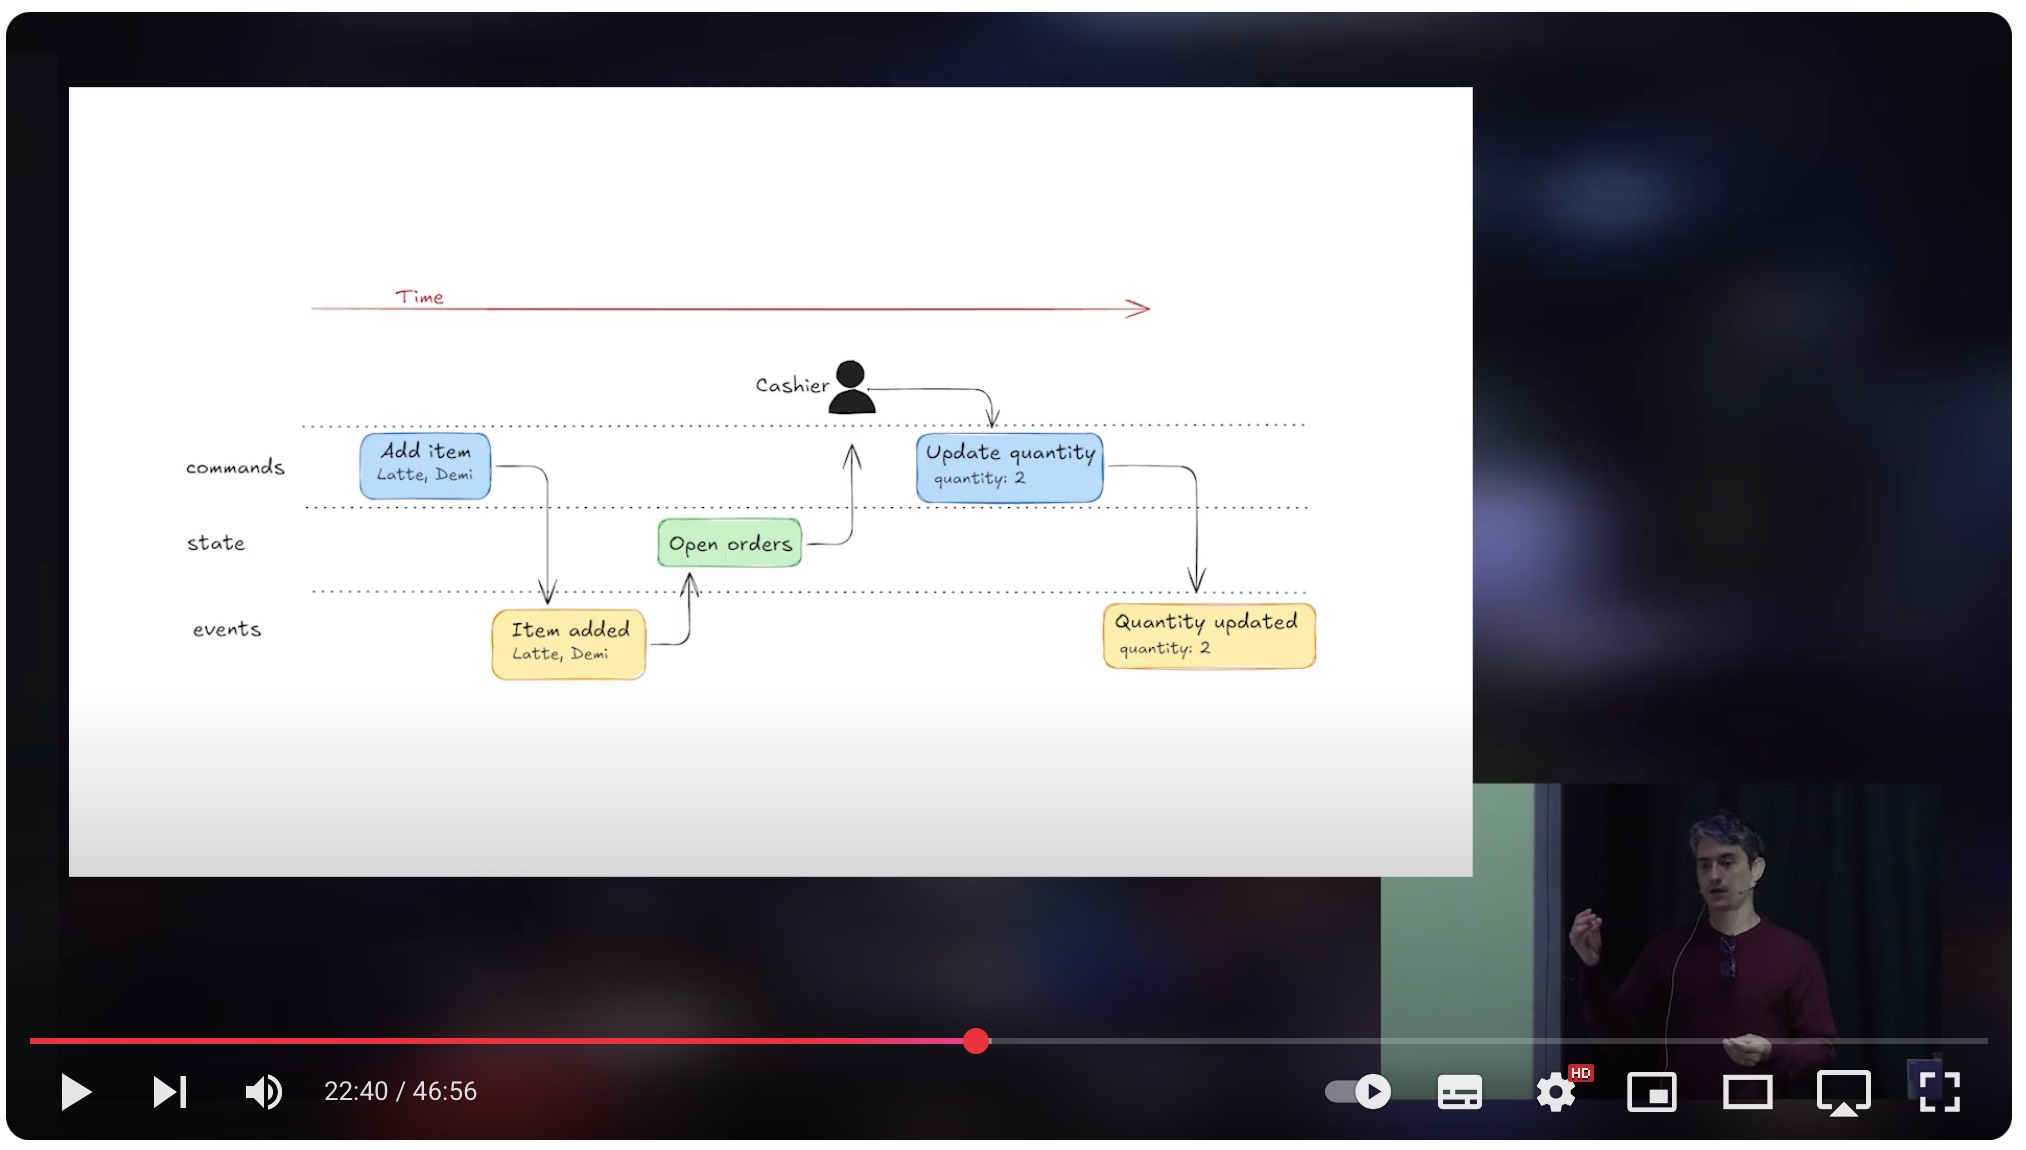 Time
Cashier
commands
Add item
Latte, Demi
Update quantity
quantity: 2
state
Open orders
events
Item added
Latte, Demi
Quantity updated
quantity: 2
22:40 / 46:56
HD